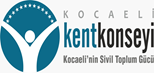 KOCAELİ
kentkonseyi
Kocaeli'nin Sivil Toplum Gücü